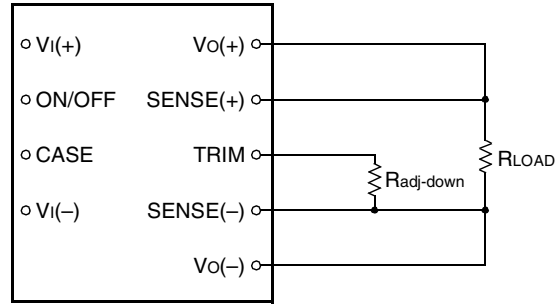 VI(+) VO(+)
ON/OFF SENSE(+)
CASE TRIM
RLOAD
Radj-down
VI(–) SENSE(–)
VO(–)